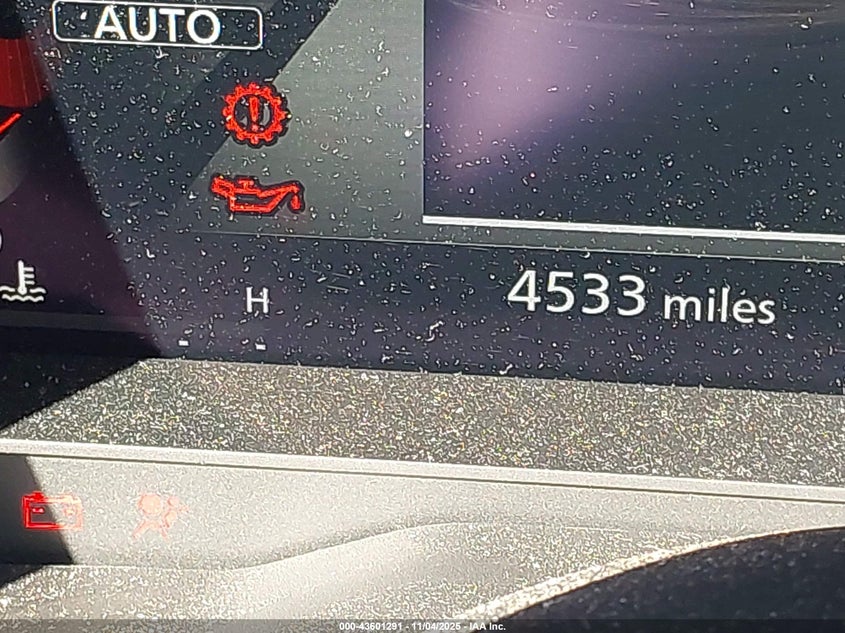 AUTO
H
4533 miles
000-43601291 - 11/04/2025 - IAA Inc.